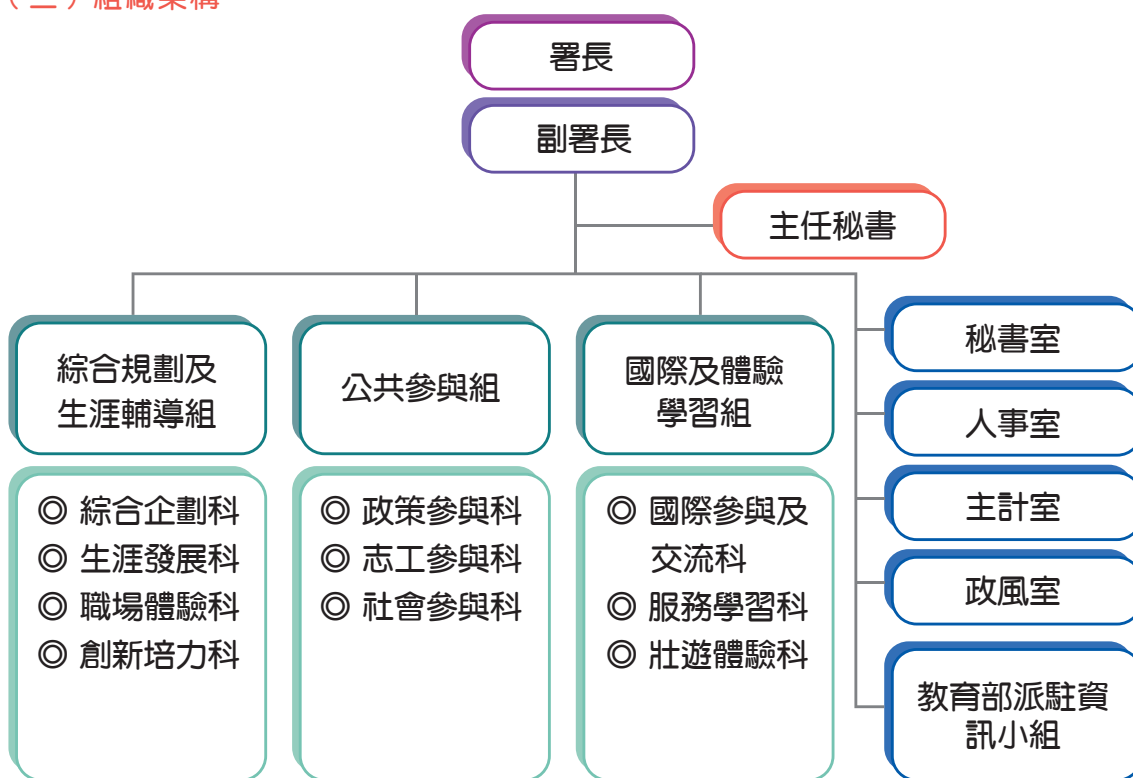 組織架構
署長
副署長
主任秘書
綜合規劃及
生涯輔導組
公共參與組
國際及體驗
學習組
◎ 綜合企劃科
◎ 生涯發展科
◎ 職場體驗科
◎ 創新培力科
◎ 政策參與科
◎ 志工參與科
◎ 社會參與科
◎ 國際參與及
交流科
◎ 服務學習科
◎ 壯遊體驗科
秘書室
人事室
主計室
政風室
教育部派駐資
訊小組